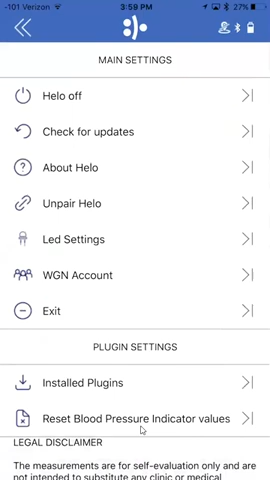 -101 Verizon 3:59 PM 27%
MAIN SETTINGS
Helo off
Check for updates
About Helo
Unpair Helo
Led Settings
WGN Account
Exit
PLUGIN SETTINGS
Installed Plugins
Reset Blood Pressure Indicator values
LEGAL DISCLAIMER
The measurements are for self-evaluation only and are
not intended to substitute any clinic or medical